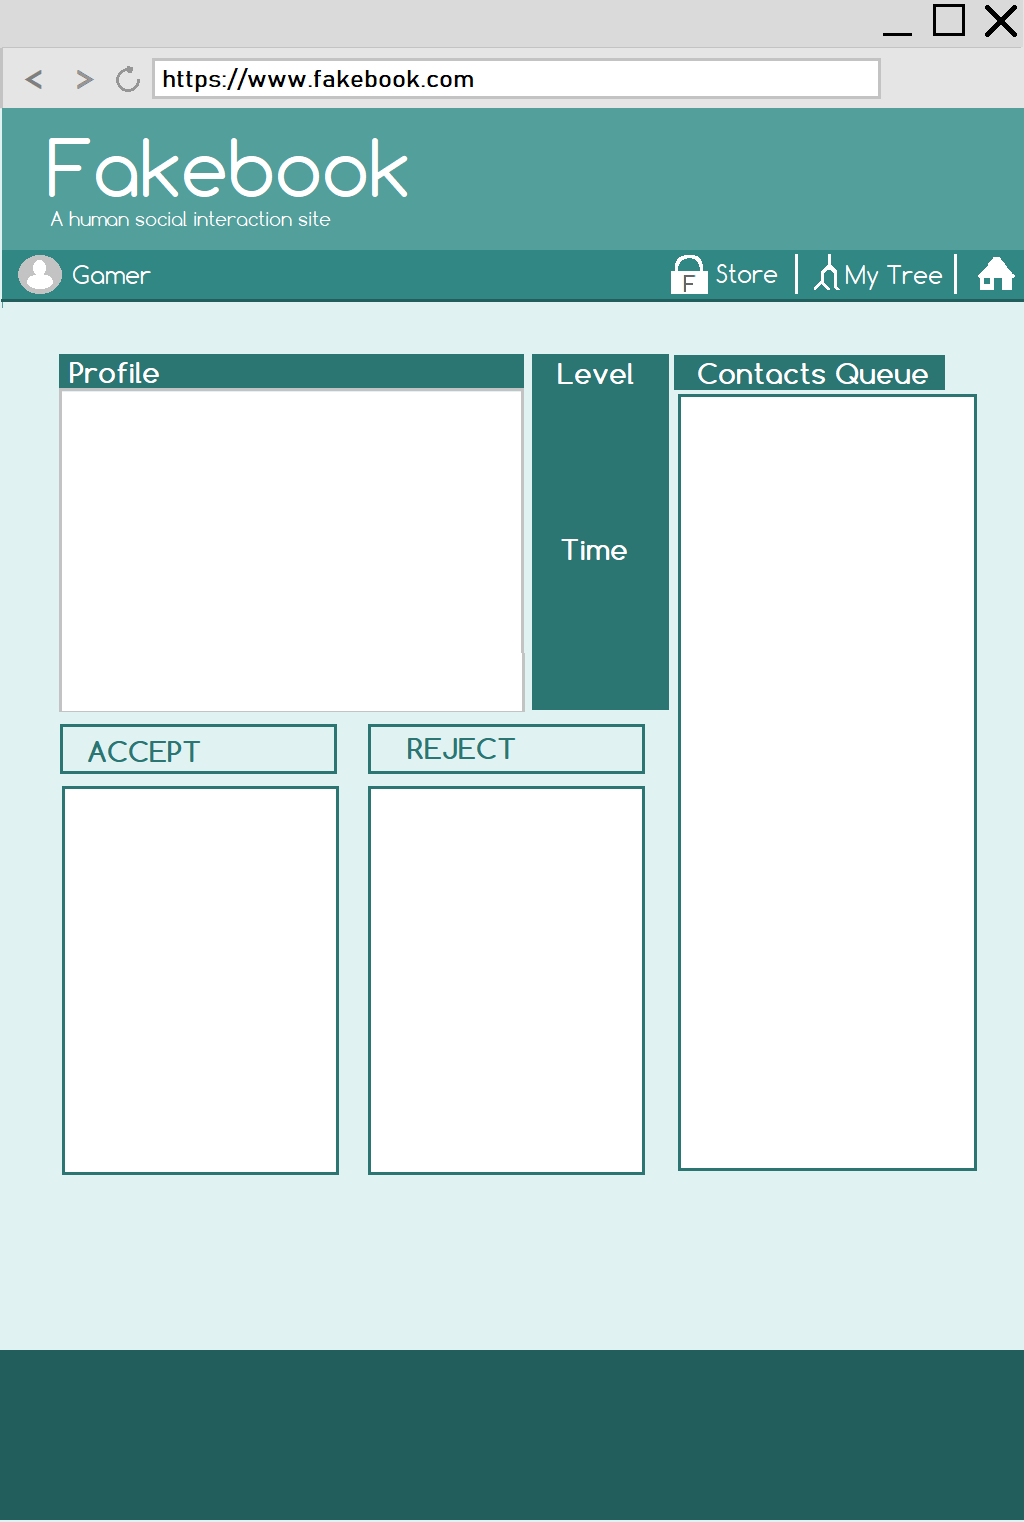 https://www.fakebook.com
Fakebook
A human social interaction site
Gamer
F
Store
My Tree
Profile
Level
Contacts Queue
Time
ACCEPT
REJECT